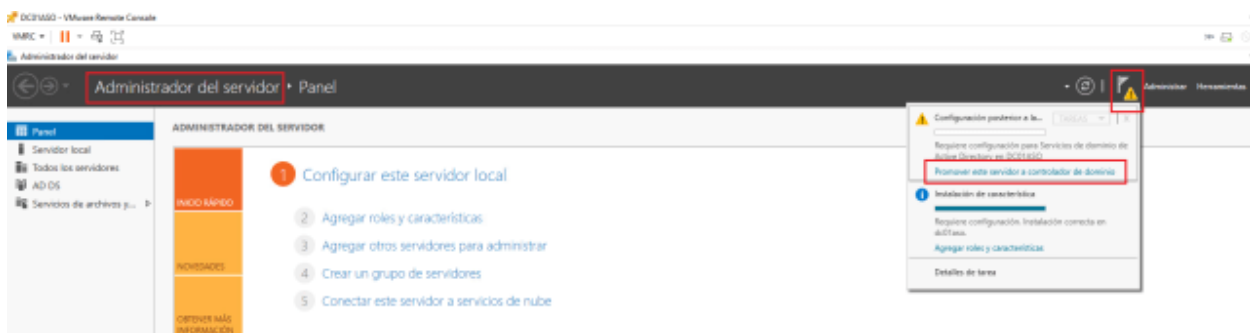 DC01ASO - VMware Remote Console
VMRC
Administrador del servidor
Administrador del servidor • Panel
Administrar Herramientas
Panel
Servidor local
Todos los servidores
AD DS
Servicios de archivos y...
ADMINISTRADOR DEL SERVIDOR
INICIO RÁPIDO
NOVEDADES
OBTENER MÁS
INFORMACIÓN
1 Configurar este servidor local
2 Agregar roles y características
3 Agregar otros servidores para administrar
4 Crear un grupo de servidores
5 Conectar este servidor a servicios de nube
Configuración posterior a la... TAREAS X
Requiere configuración para Servicios de dominio de
Active Directory en DC01ASO
Promover este servidor a controlador de dominio
Instalación de característica
Requiere configuración. Instalación correcta en
dc01aso.
Agregar roles y características
Detalles de tarea